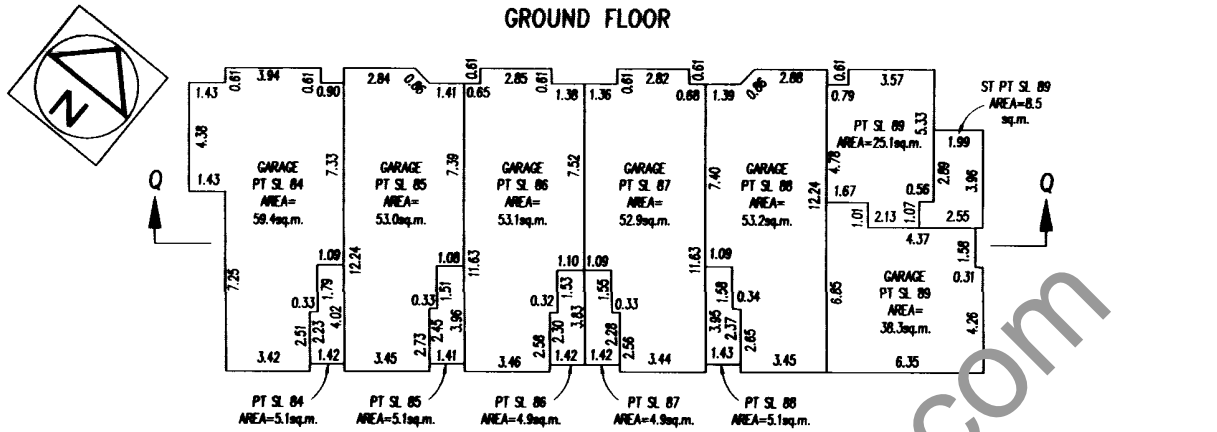 GROUND FLOOR
N
3.94
0.61
0.61
1.43
0.90
2.84
0.86
1.41
0.61
0.65
2.85
0.61
1.38
1.36
0.61
2.82
0.61
0.68
1.39
0.86
2.88
0.61
0.79
3.57
ST PT SL 89
AREA=8.5
sq.m.
4.38
1.43
GARAGE
PT SL 84
AREA=
59.4sq.m.
7.33
GARAGE
PT SL 85
AREA=
53.0sq.m.
7.39
GARAGE
PT SL 86
AREA=
53.1sq.m.
7.52
GARAGE
PT SL 87
AREA=
52.9sq.m.
7.40
GARAGE
PT SL 88
AREA=
53.2sq.m.
12.24
PT SL 89
AREA=25.1sq.m.
5.33
4.78
1.99
2.89
3.96
1.67
0.56
1.01
2.13
1.07
2.55
4.37
1.58
0.31
Q
Q
7.25
1.09
12.24
1.79
0.33
4.02
2.51
2.23
3.42
1.42
1.08
11.63
1.51
0.33
3.96
2.73
2.45
3.45
1.41
1.10
1.09
1.53
1.55
0.32
0.33
3.83
2.58
2.30
2.28
2.56
3.46
1.42
1.42
3.44
11.63
1.09
1.58
0.34
3.95
2.37
2.65
1.43
3.45
6.85
GARAGE
PT SL 89
AREA=
38.3sq.m.
4.26
6.35
PT SL 84
AREA=5.1sq.m.
PT SL 85
AREA=5.1sq.m.
PT SL 86
AREA=4.9sq.m.
PT SL 87
AREA=4.9sq.m.
PT SL 88
AREA=5.1sq.m.
com